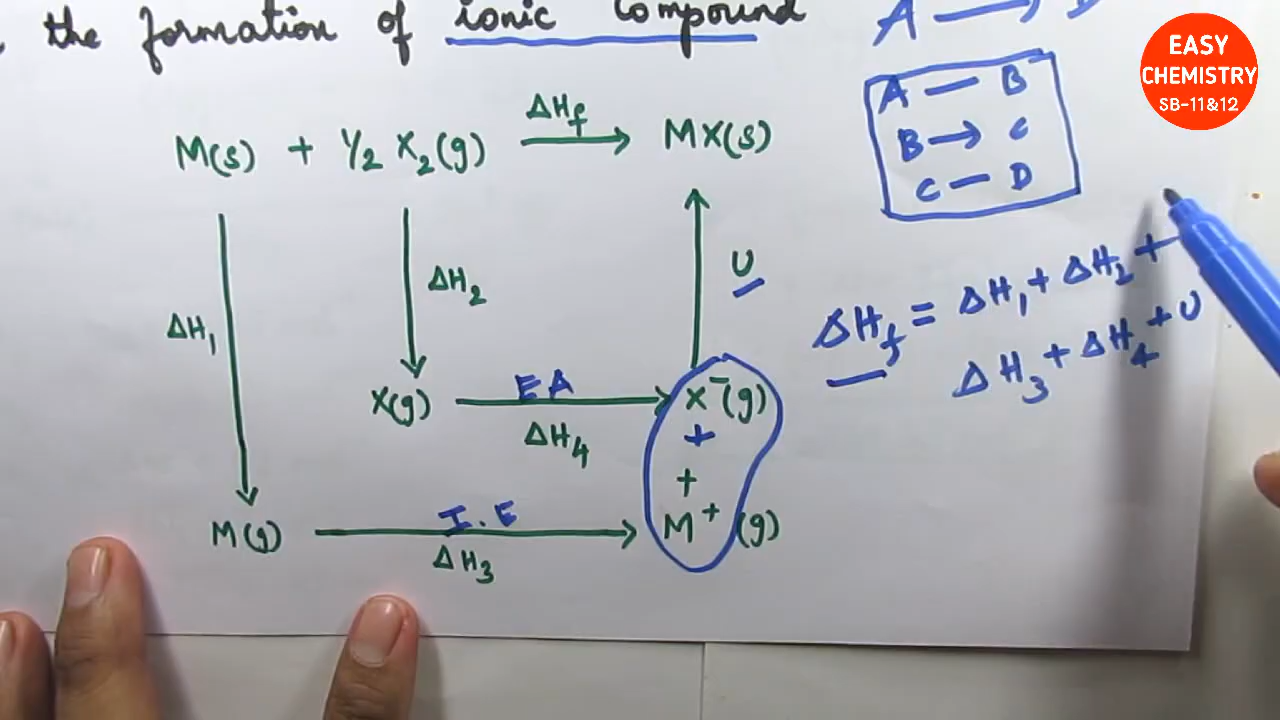 the formation of ionic compound
A ⟶
EASY
CHEMISTRY
SB-11&12
A — B
B → C
C — D
M(s) + 1/2 X₂(g) ΔHf ⟶ MX(s)
ΔH₁
ΔH₂
U
ΔHf = ΔH₁ + ΔH₂ +
ΔH₃ + ΔH₄ + U
X(g) EA ⟶ X⁻(g)
ΔH₄
+
+
M(g) I.E ⟶ M⁺(g)
ΔH₃